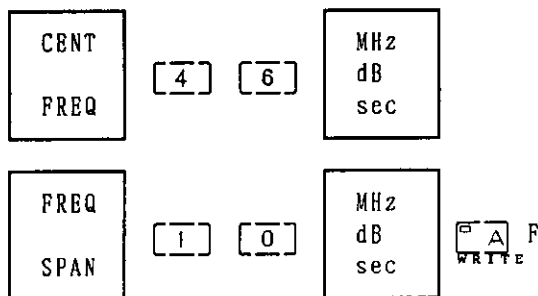 CENT
FREQ
4 6
MHz
dB
sec
FREQ
SPAN
1 0
MHz
dB
sec
A F
WRITE